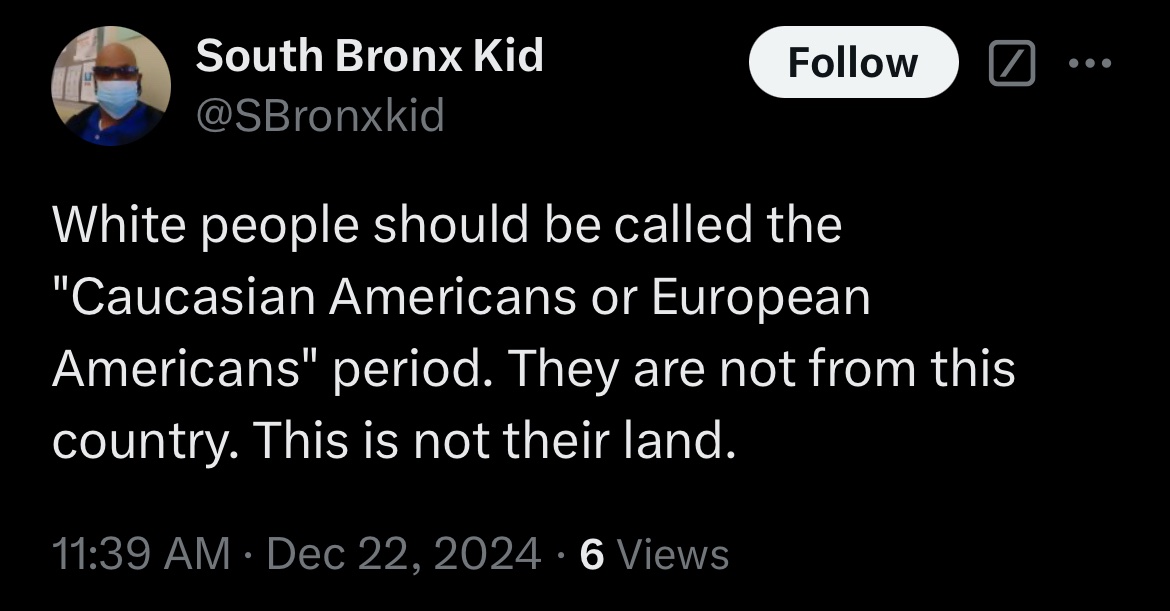 South Bronx Kid
Follow
@SBronxkid
White people should be called the
"Caucasian Americans or European
Americans" period. They are not from this
country. This is not their land.
11:39 AM · Dec 22, 2024 · 6 Views